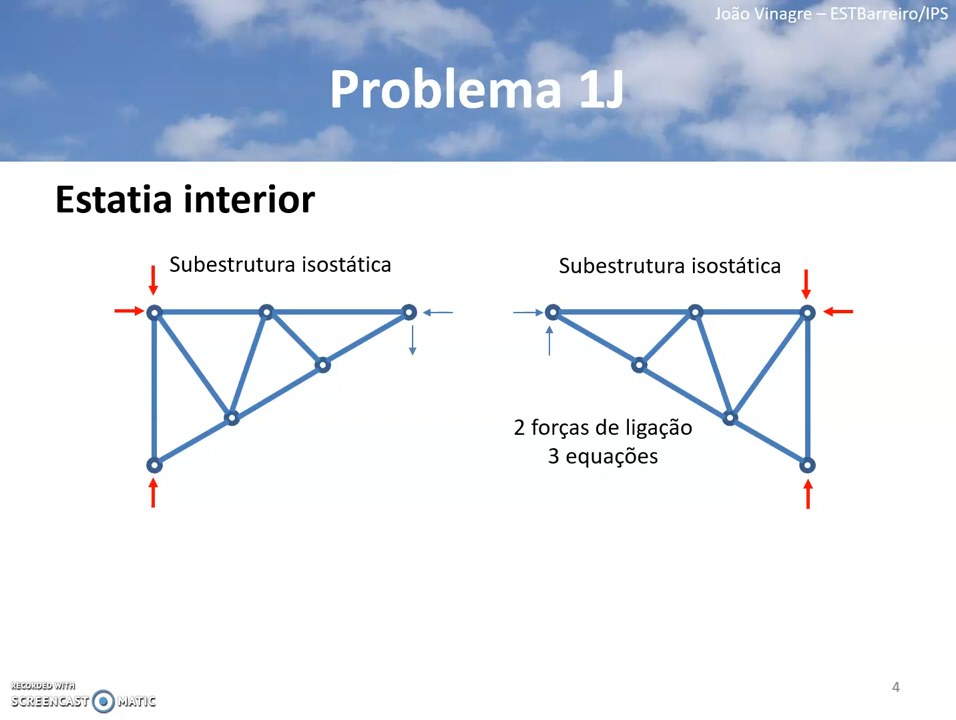 João Vinagre – ESTBarreiro/IPS
Problema 1J
Estatia interior
Subestrutura isostática
Subestrutura isostática
2 forças de ligação
3 equações
4
RECORDED WITH
SCREENCAST MATIC